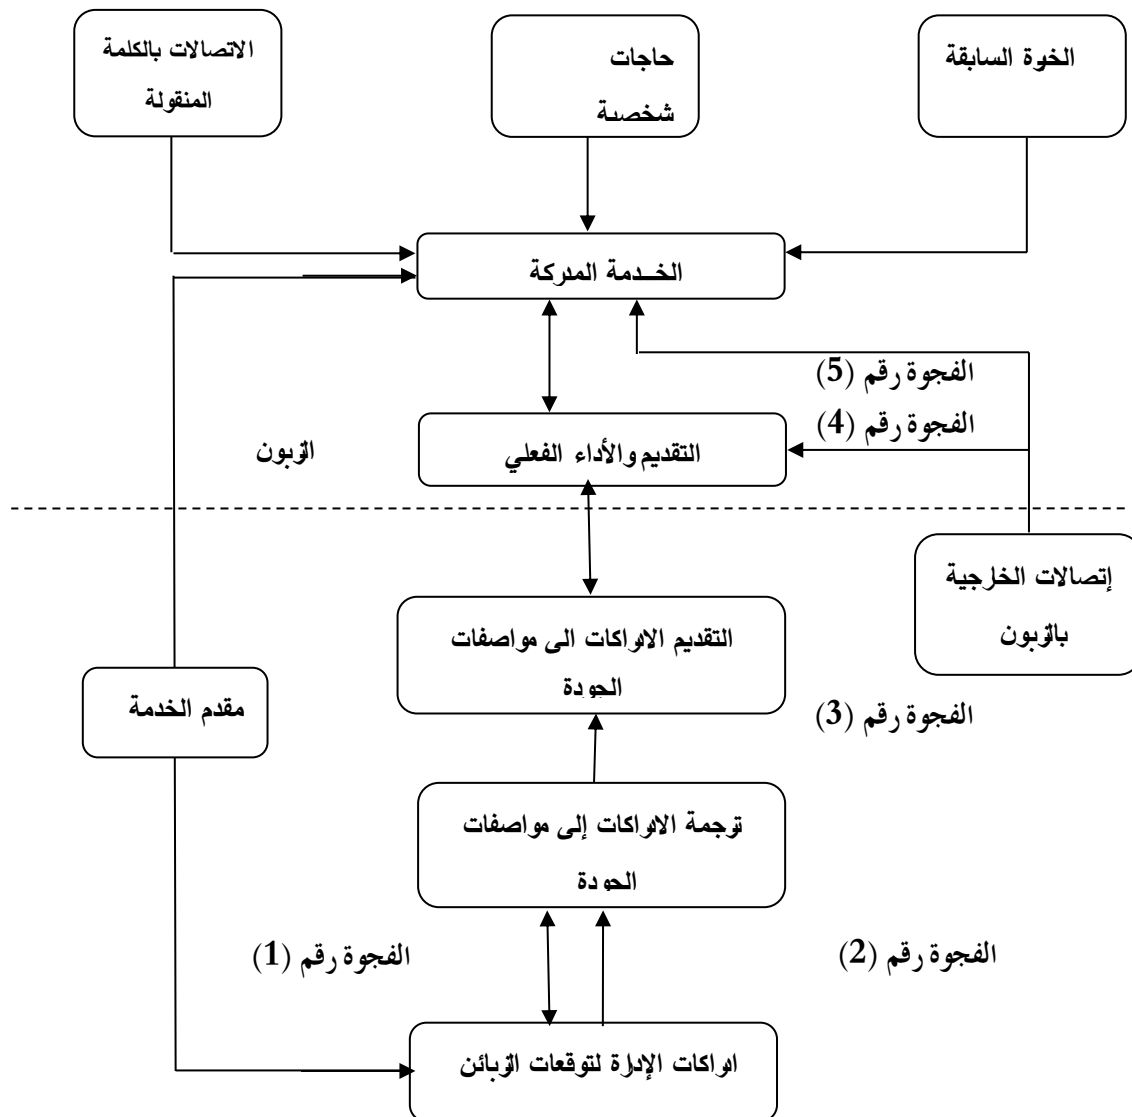 الخبرة السابقة
حاجات
شخصية
الاتصالات بالكلمة
المنقولة
الخدمة المدركة
الفجوة رقم (5)
الفجوة رقم (4)
التقديم والأداء الفعلي
الزبون
إتصالات الخارجية
بالزبون
التقديم الادراكات الى مواصفات
الجودة
مقدم الخدمة
الفجوة رقم (3)
ترجمة الادراكات إلى مواصفات
الجودة
الفجوة رقم (2)
الفجوة رقم (1)
ادراكات الإدارة لتوقعات الزبائن